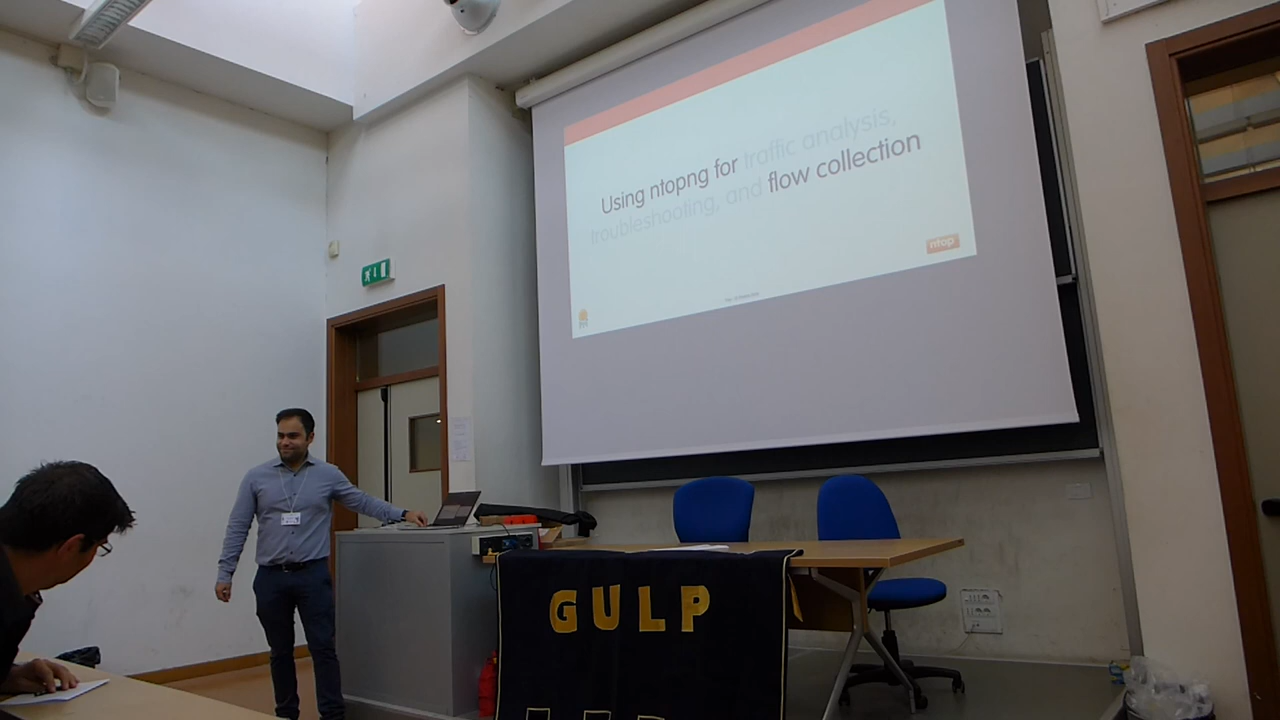 Using ntopng for traffic analysis,
troubleshooting, and flow collection
ntop
GULP